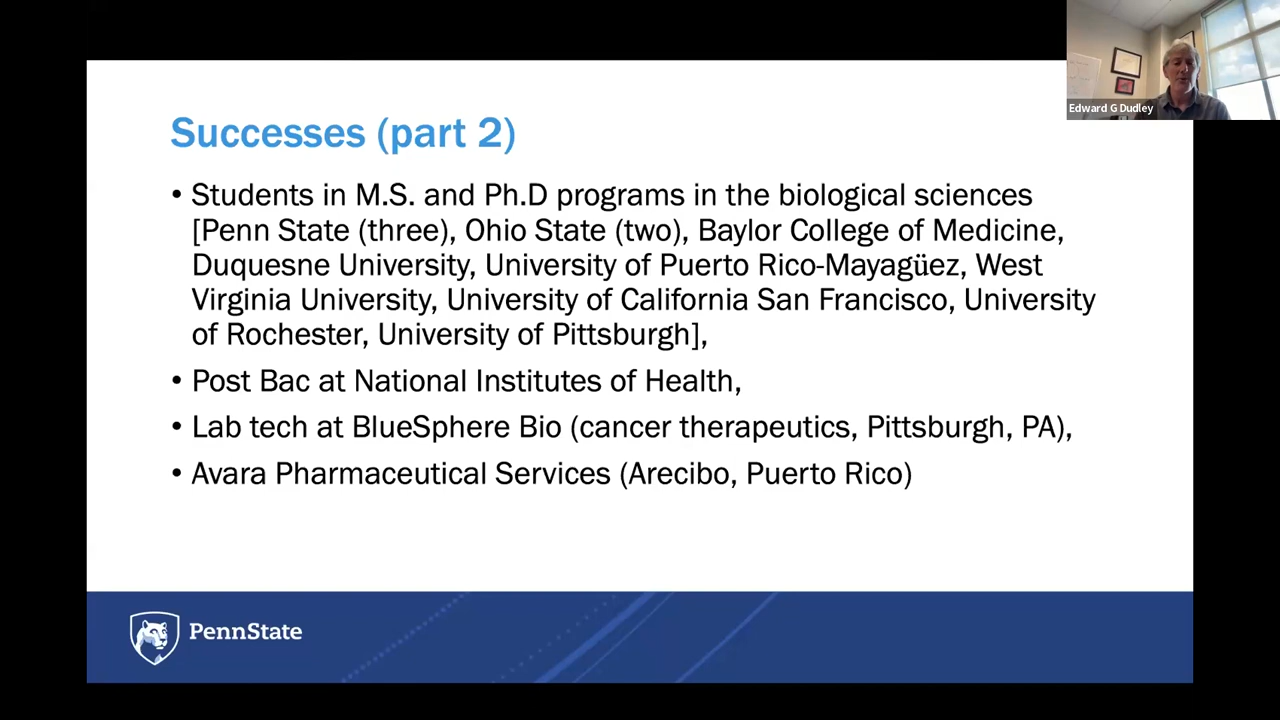 Edward G Dudley
Successes (part 2)
• Students in M.S. and Ph.D programs in the biological sciences
[Penn State (three), Ohio State (two), Baylor College of Medicine,
Duquesne University, University of Puerto Rico-Mayagüez, West
Virginia University, University of California San Francisco, University
of Rochester, University of Pittsburgh],
• Post Bac at National Institutes of Health,
• Lab tech at BlueSphere Bio (cancer therapeutics, Pittsburgh, PA),
• Avara Pharmaceutical Services (Arecibo, Puerto Rico)
PennState